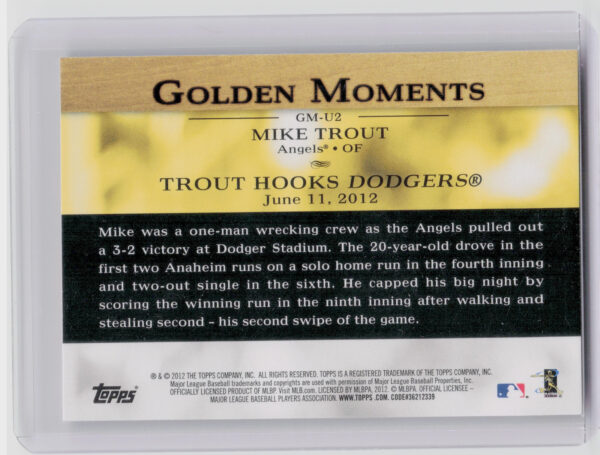 GOLDEN MOMENTS
GM-U2
MIKE TROUT
Angels® • OF
TROUT HOOKS DODGERS®
June 11, 2012
Mike was a one-man wrecking crew as the Angels pulled out
a 3-2 victory at Dodger Stadium. The 20-year-old drove in the
first two Anaheim runs on a solo home run in the fourth inning
and two-out single in the sixth. He capped his big night by
scoring the winning run in the ninth inning after walking and
stealing second – his second swipe of the game.
® & © 2012 THE TOPPS COMPANY, INC. ALL RIGHTS RESERVED. TOPPS IS A REGISTERED TRADEMARK OF THE TOPPS COMPANY, INC.
Major League Baseball trademarks and copyrights are used with permission of Major League Baseball Properties, Inc.
OFFICIALLY LICENSED PRODUCT OF MLBP. Visit MLB.com. LICENSED BY MLBPA, 2012. © MLBPA. OFFICIAL LICENSEE –
MAJOR LEAGUE BASEBALL PLAYERS ASSOCIATION. WWW.TOPPS.COM. CODE#36212339
Topps